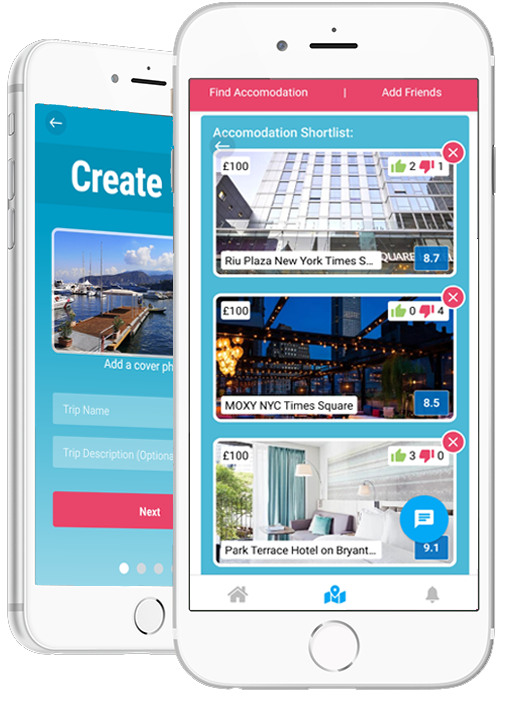 Create
Add a cover ph
Trip Name
Trip Description (Optiona
Next
Find Accomodation | Add Friends
Accomodation Shortlist:
£100 2 1
Riu Plaza New York Times S...
QUARE
8.7
£100 0 4
MOXY NYC Times Square 8.5
£100 3 0
Park Terrace Hotel on Bryant... 9.1